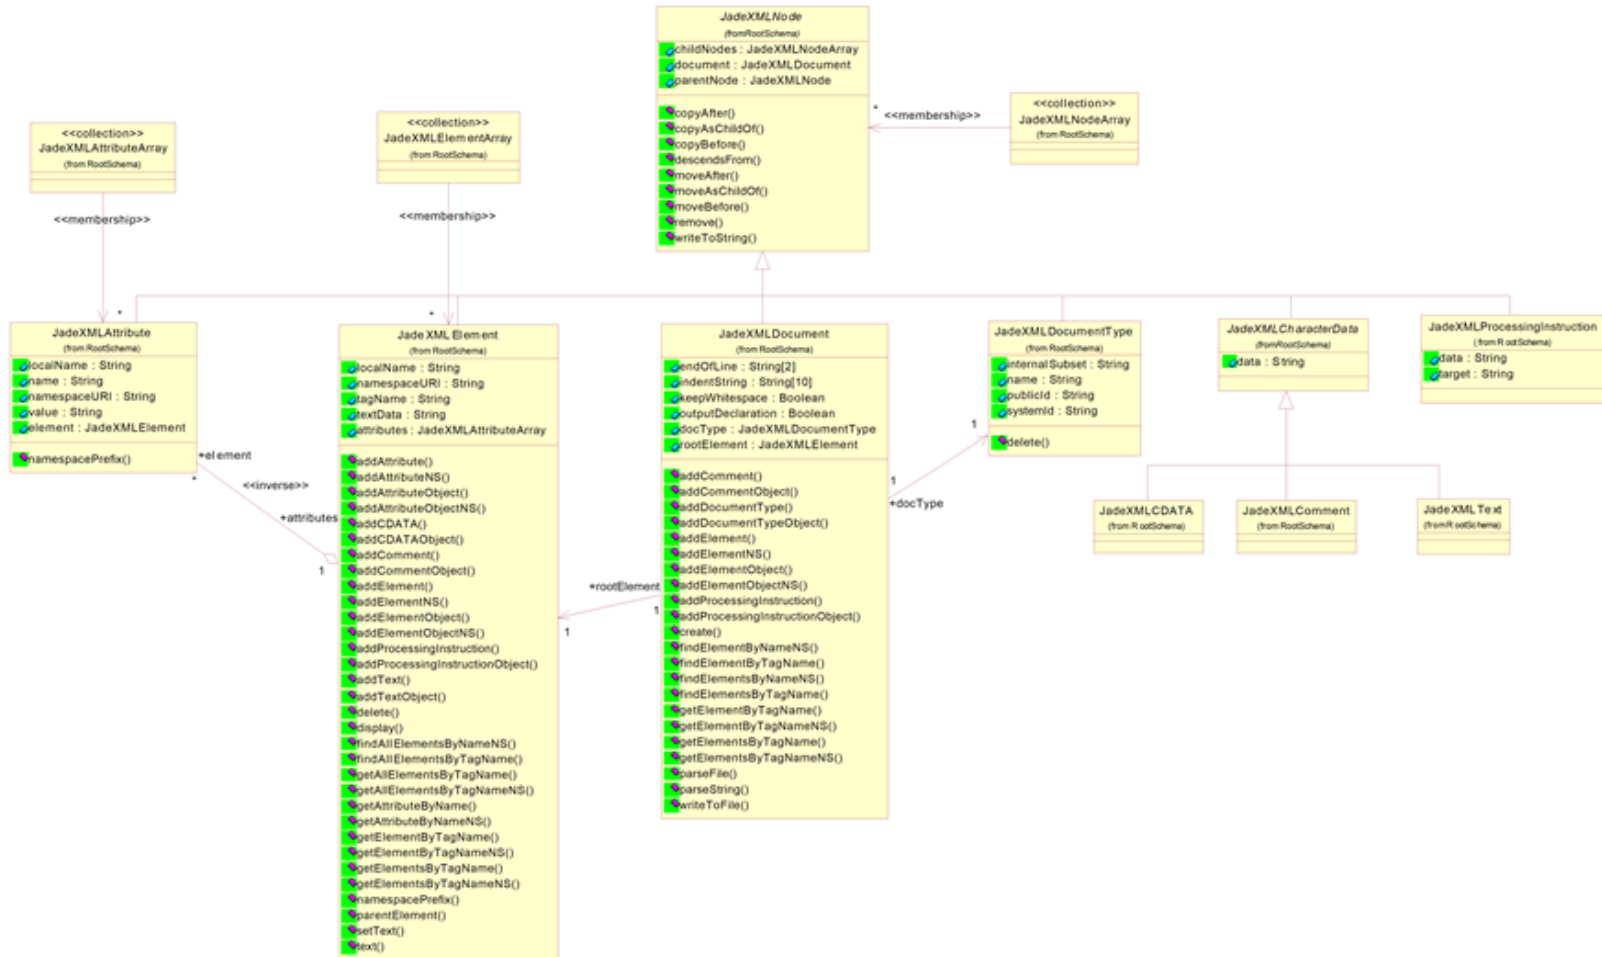 JadeXMLNode
(fromRootSchema)
childNodes : JadeXMLNodeArray
document : JadeXMLDocument
parentNode : JadeXMLNode
copyAfter()
copyAsChildOf()
copyBefore()
descendsFrom()
moveAfter()
moveAsChildOf()
moveBefore()
remove()
writeToString()
<<collection>>
JadeXMLNodeArray
(from RootSchema)
*
<<membership>>
<<collection>>
JadeXMLAttributeArray
(from RootSchema)
<<membership>>
*
<<collection>>
JadeXMLElementArray
(from RootSchema)
<<membership>>
*
JadeXMLAttribute
(from RootSchema)
localName : String
name : String
namespaceURI : String
value : String
element : JadeXMLElement
namespacePrefix()
+element
*
<<inverse>>
+attributes
1
JadeXMLElement
(from RootSchema)
localName : String
namespaceURI : String
tagName : String
textData : String
attributes : JadeXMLAttributeArray
addAttribute()
addAttributeNS()
addAttributeObject()
addAttributeObjectNS()
addCDATA()
addCDATAObject()
addComment()
addCommentObject()
addElement()
addElementNS()
addElementObject()
addElementObjectNS()
addProcessingInstruction()
addProcessingInstructionObject()
addText()
addTextObject()
delete()
display()
findAllElementsByNameNS()
findAllElementsByTagName()
getAllElementsByTagName()
getAllElementsByTagNameNS()
getAttributeByName()
getAttributeByNameNS()
getElementByTagName()
getElementByTagNameNS()
getElementsByTagName()
getElementsByTagNameNS()
namespacePrefix()
parentElement()
setText()
text()
+rootElement
1
1
JadeXMLDocument
(from RootSchema)
endOfLine : String[2]
indentString : String[10]
keepWhitespace : Boolean
outputDeclaration : Boolean
docType : JadeXMLDocumentType
rootElement : JadeXMLElement
addComment()
addCommentObject()
addDocumentType()
addDocumentTypeObject()
addElement()
addElementNS()
addElementObject()
addElementObjectNS()
addProcessingInstruction()
addProcessingInstructionObject()
create()
findElementByNameNS()
findElementByTagName()
findElementsByNameNS()
findElementsByTagName()
getElementByTagName()
getElementByTagNameNS()
getElementsByTagName()
getElementsByTagNameNS()
parseFile()
parseString()
writeToFile()
1
1
+docType
JadeXMLDocumentType
(from RootSchema)
internalSubset : String
name : String
publicId : String
systemId : String
delete()
JadeXMLCharacterData
(fromRootSchema)
data : String
JadeXMLProcessingInstruction
(from RootSchema)
data : String
target : String
JadeXMLCDATA
(from RootSchema)
JadeXMLComment
(from RootSchema)
JadeXMLText
(from RootSchema)